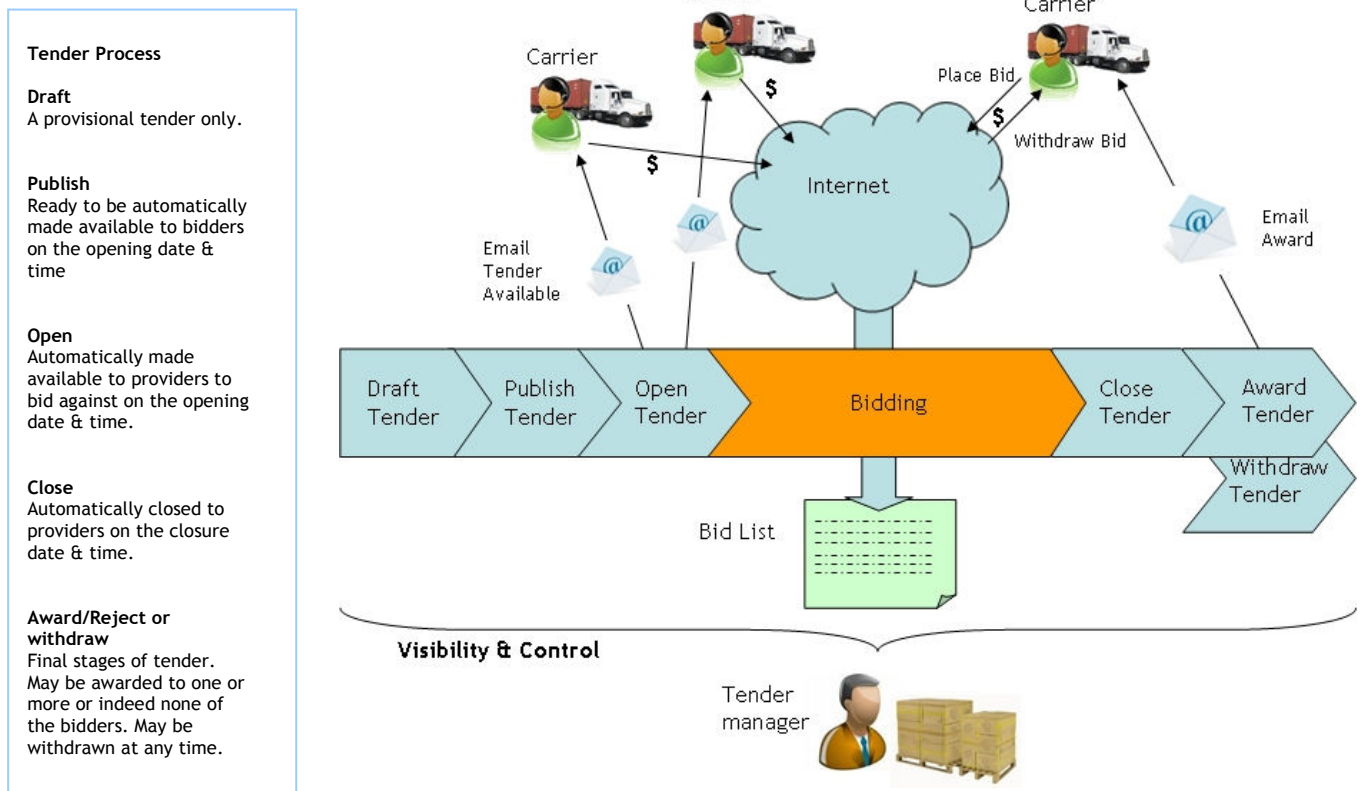 Tender Process
Draft
A provisional tender only.
Publish
Ready to be automatically
made available to bidders
on the opening date &
time
Open
Automatically made
available to providers to
bid against on the opening
date & time.
Close
Automatically closed to
providers on the closure
date & time.
Award/Reject or
withdraw
Final stages of tender.
May be awarded to one or
more or indeed none of
the bidders. May be
withdrawn at any time.
Carrier
Carrier
$
$
Place Bid
$
Withdraw Bid
Internet
@
@
@
Email
Tender
Available
Email
Award
Draft
Tender
Publish
Tender
Open
Tender
Bidding
Close
Tender
Award
Tender
Withdraw
Tender
Bid List
Visibility & Control
Tender
manager